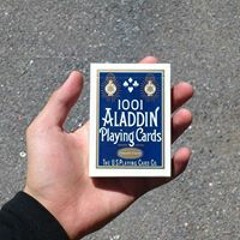 1001
ALADDIN
Playing Cards
THE U.S. PLAYING CARD CO.